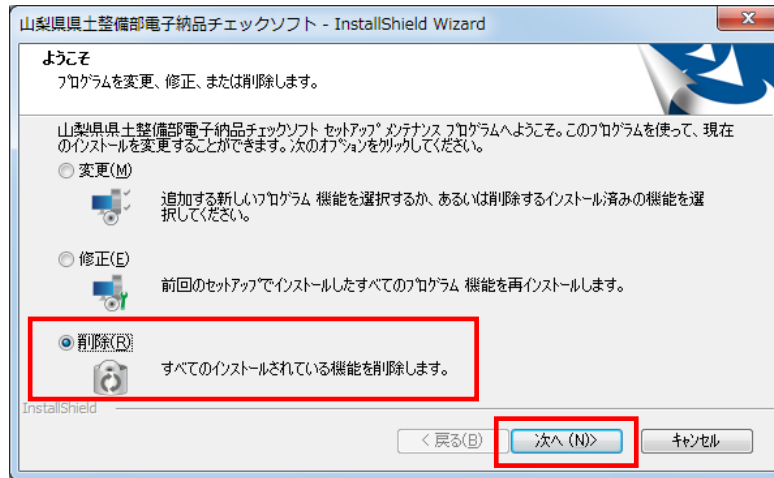 山梨県県土整備部電子納品チェックソフト - InstallShield Wizard
ようこそ
プログラムを変更、修正、または削除します。
山梨県県土整備部電子納品チェックソフト セットアップ メンテナンス プログラムへようこそ。このプログラムを使って、現在
のインストールを変更することができます。次のオプションをクリックしてください。
変更(M)
追加する新しいプログラム 機能を選択するか、あるいは削除するインストール済みの機能を選
択してください。
修正(E)
前回のセットアップでインストールしたすべてのプログラム 機能を再インストールします。
削除(R)
すべてのインストールされている機能を削除します。
InstallShield
< 戻る(B)
次へ (N)>
キャンセル